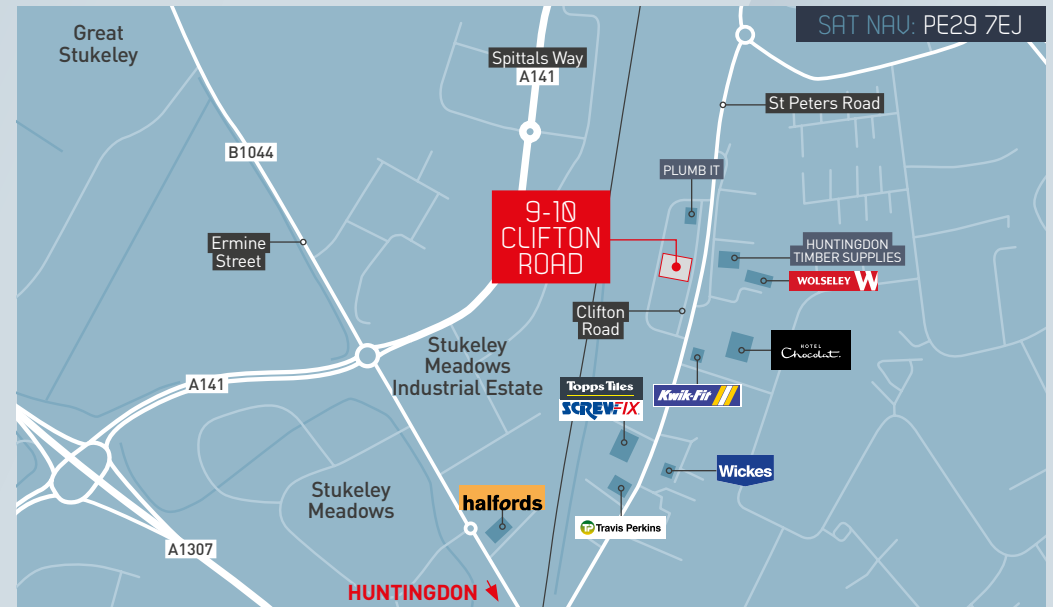 Great
Stukeley
SAT NAV: PE29 7EJ
Spittals Way
A141
St Peters Road
B1044
PLUMB IT
9-10
CLIFTON
ROAD
Ermine
Street
HUNTINGDON
TIMBER SUPPLIES
WOLSELEY W
Clifton
Road
Stukeley
Meadows
Industrial Estate
HOTEL
Chocolat.
A141
Topps Tiles
SCREWFIX
Kwik-Fit
Wickes
Stukeley
Meadows
halfords
TP Travis Perkins
A1307
HUNTINGDON